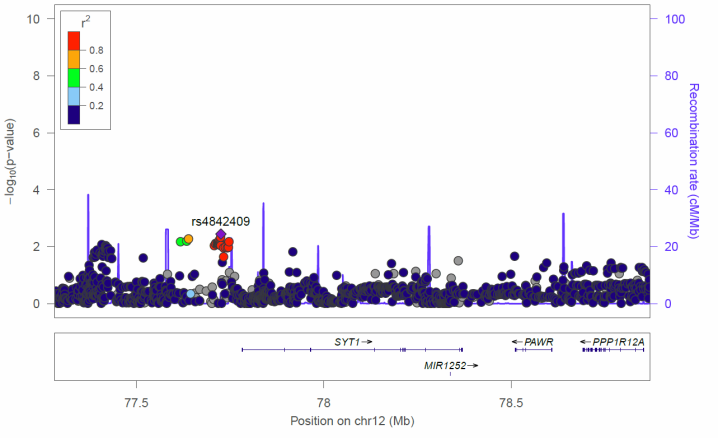 10
8
6
4
2
0
−log10(p−value)
r2
0.8
0.6
0.4
0.2
rs4842409
100
80
60
40
20
0
Recombination rate (cM/Mb)
SYT1→
←PAWR
←PPP1R12A
MIR1252→
77.5
78
78.5
Position on chr12 (Mb)